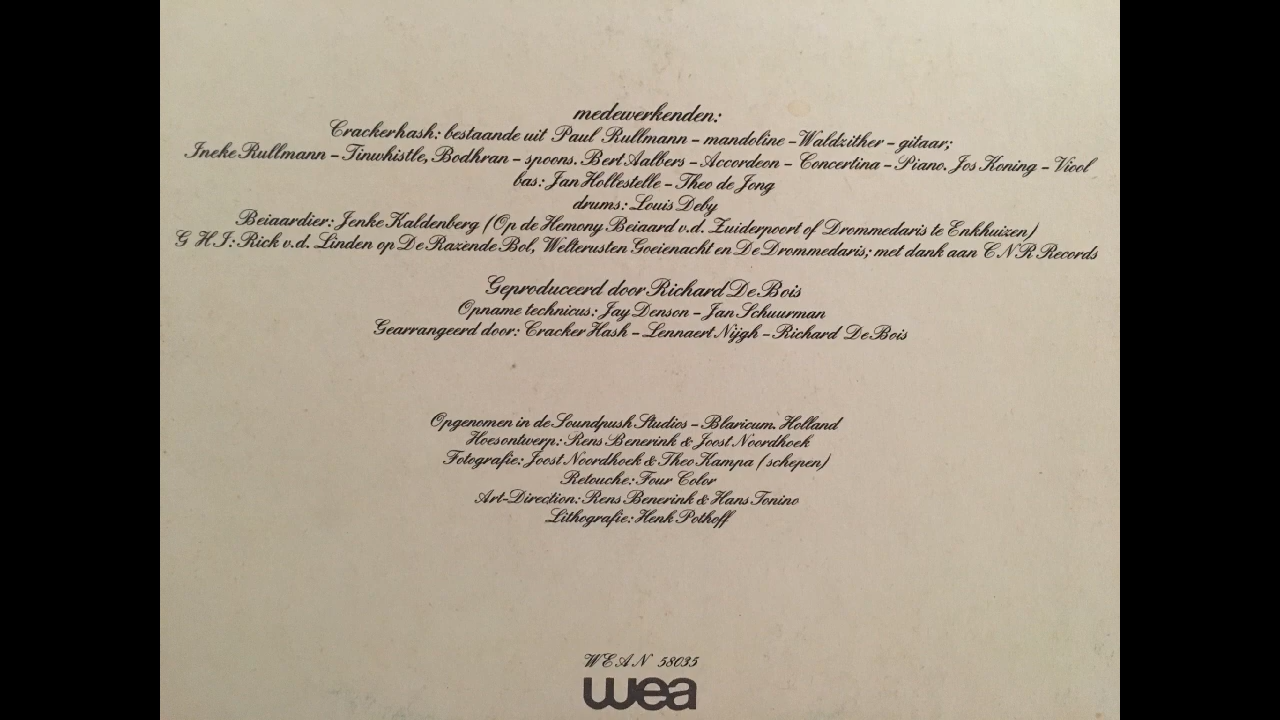 medewerkenden:
Crackerhash: bestaande uit Paul Rullmann - mandoline - Waldzither - gitaar;
Ineke Rullmann - Tinwhistle, Bodhran - spoons. Bert Aalbers - Accordeon - Concertina - Piano. Jos Koning - Viool
bas: Jan Hollestelle - Theo de Jong
drums: Louis Deby
Beiaardier: Jenke Kaldenberg (Op de Hemony Beiaard v.d. Zuiderpoort of Drommedaris te Enkhuizen)
G H I: Rick v.d. Linden op De Razende Bol, Welterusten Goeienacht en De Drommedaris; met dank aan C N R Records
Geproduceerd door Richard De Bois
Opname technicus: Jay Denson - Jan Schuurman
Gearrangeerd door: Cracker Hash - Lennaert Nijgh - Richard De Bois
Opgenomen in de Soundpush Studios - Blaricum. Holland
Hoesontwerp: Rens Benerink & Joost Noordhoek
Fotografie: Joost Noordhoek & Theo Kampa (schepen)
Retouche: Four Color
Art-Direction: Rens Benerink & Hans Tonino
Lithografie: Henk Pothoff
W E A N 58035
wea